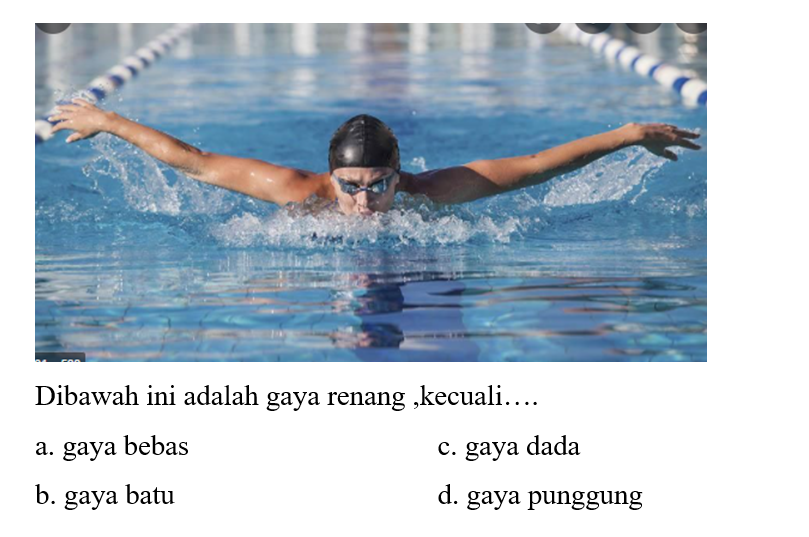 Dibawah ini adalah gaya renang ,kecuali….
a. gaya bebas
c. gaya dada
b. gaya batu
d. gaya punggung